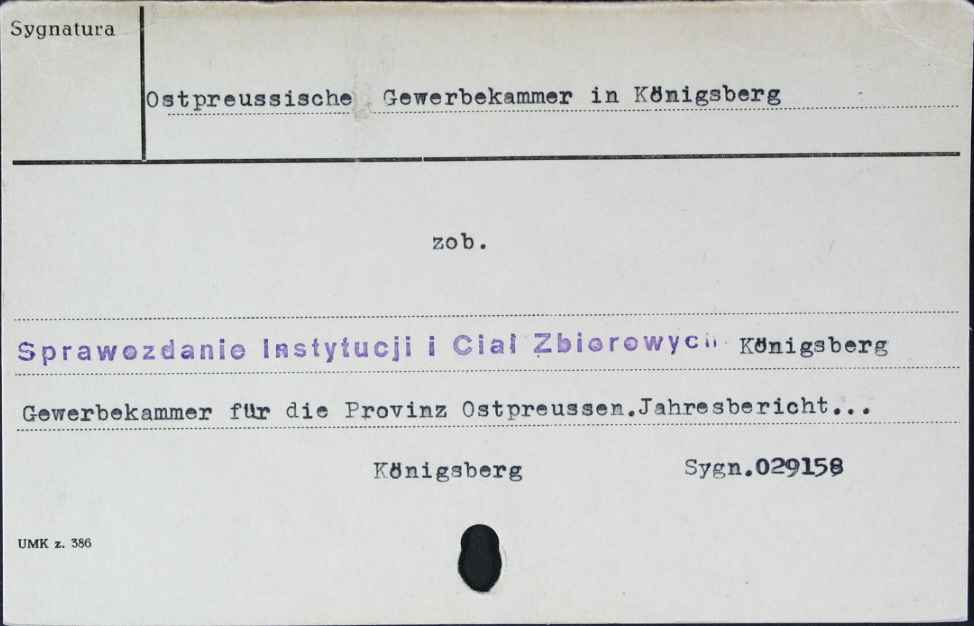 Sygnatura
Ostpreussische Gewerbekammer in Königsberg
zob.
Sprawozdanie Instytucji i Ciał Zbiorowych Königsberg
Gewerbekammer für die Provinz Ostpreussen.Jahresbericht...
Königsberg Sygn.029158
UMK z. 386